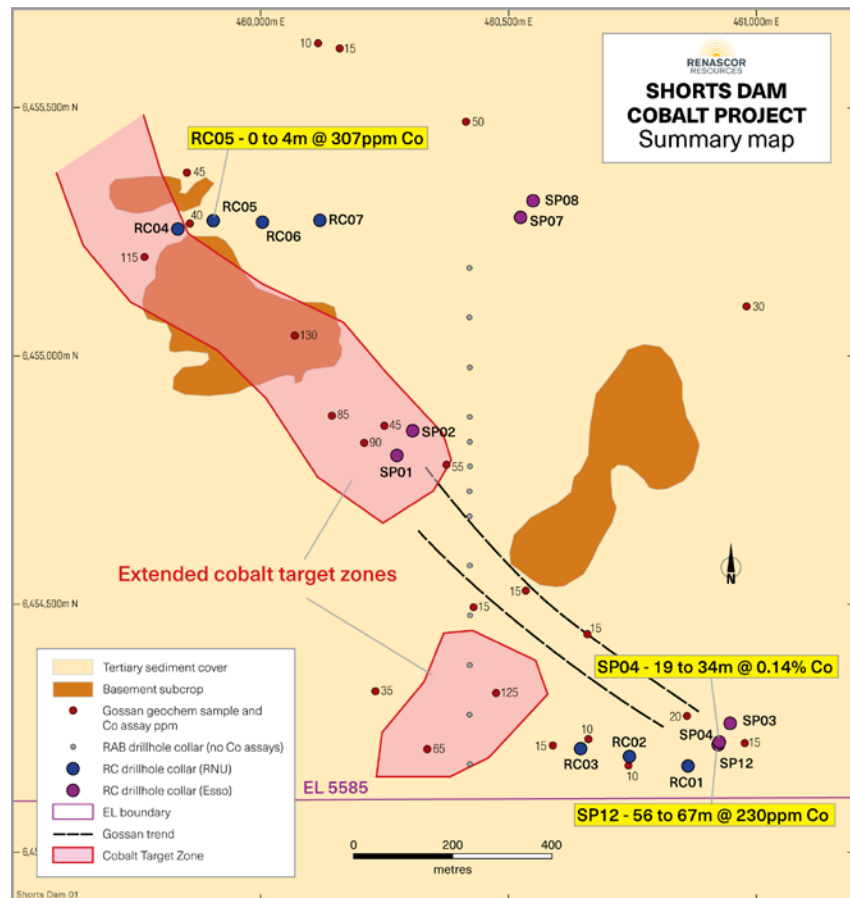 460,000m E
460,500m E
461,000m E
RENASCOR
RESOURCES
SHORTS DAM
COBALT PROJECT
Summary map
10
15
6,455,500m N
50
RC05 - 0 to 4m @ 307ppm Co
45
SP08
SP07
40
RC05
RC07
RC04
RC06
115
30
130
6,455,000m N
85
45
SP02
90
SP01
55
N
Extended cobalt target zones
15
15
6,454,500m N
15
SP04 - 19 to 34m @ 0.14% Co
35
125
20
SP03
10
SP04
15
65
15
RC02
RC03
SP12
10
RC01
EL 5585
SP12 - 56 to 67m @ 230ppm Co
Tertiary sediment cover
Basement subcrop
Gossan geochem sample and
Co assay ppm
RAB drillhole collar (no Co assays)
RC drillhole collar (RNU)
RC drillhole collar (Esso)
EL boundary
Gossan trend
Cobalt Target Zone
0
200
400
metres
Shorts Dam 01